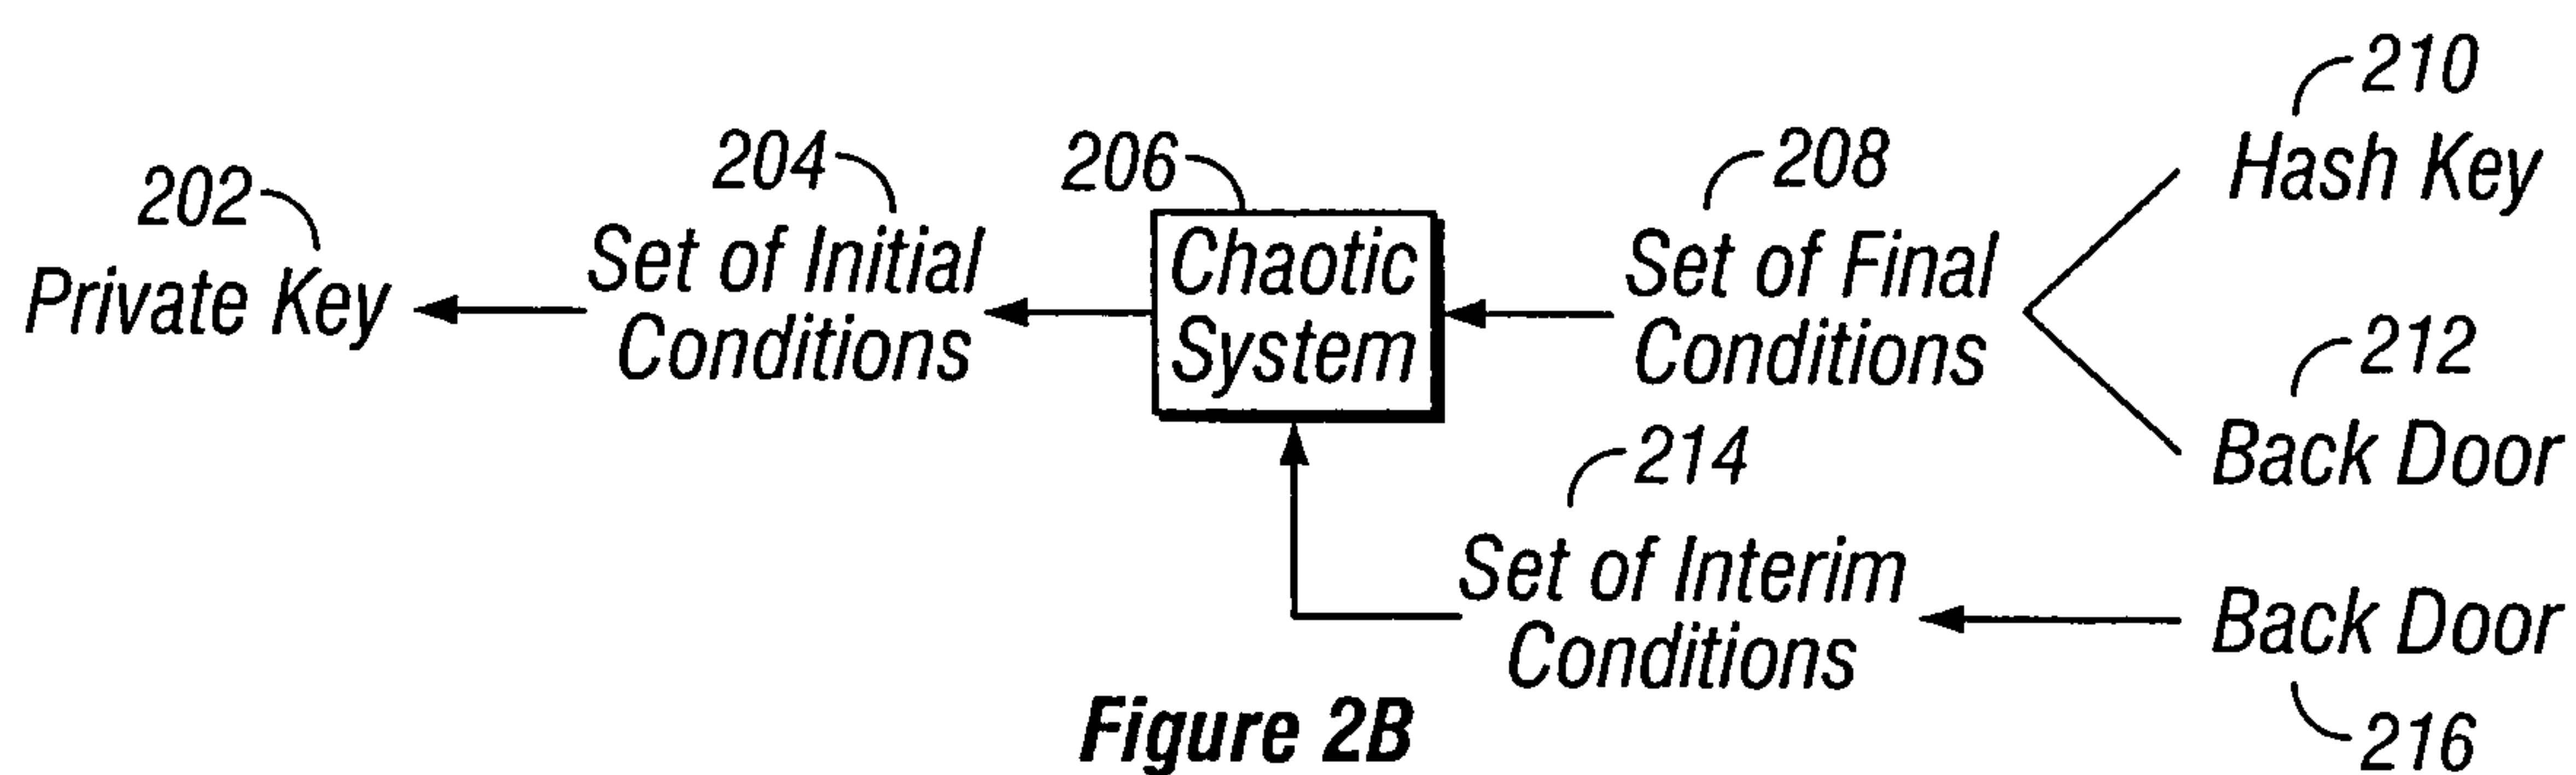 210
Hash Key
204
206
208
202
Set of Initial
Conditions
Chaotic
System
Set of Final
Conditions
Private Key
212
Back Door
214
Set of Interim
Conditions
Back Door
216
Figure 2B